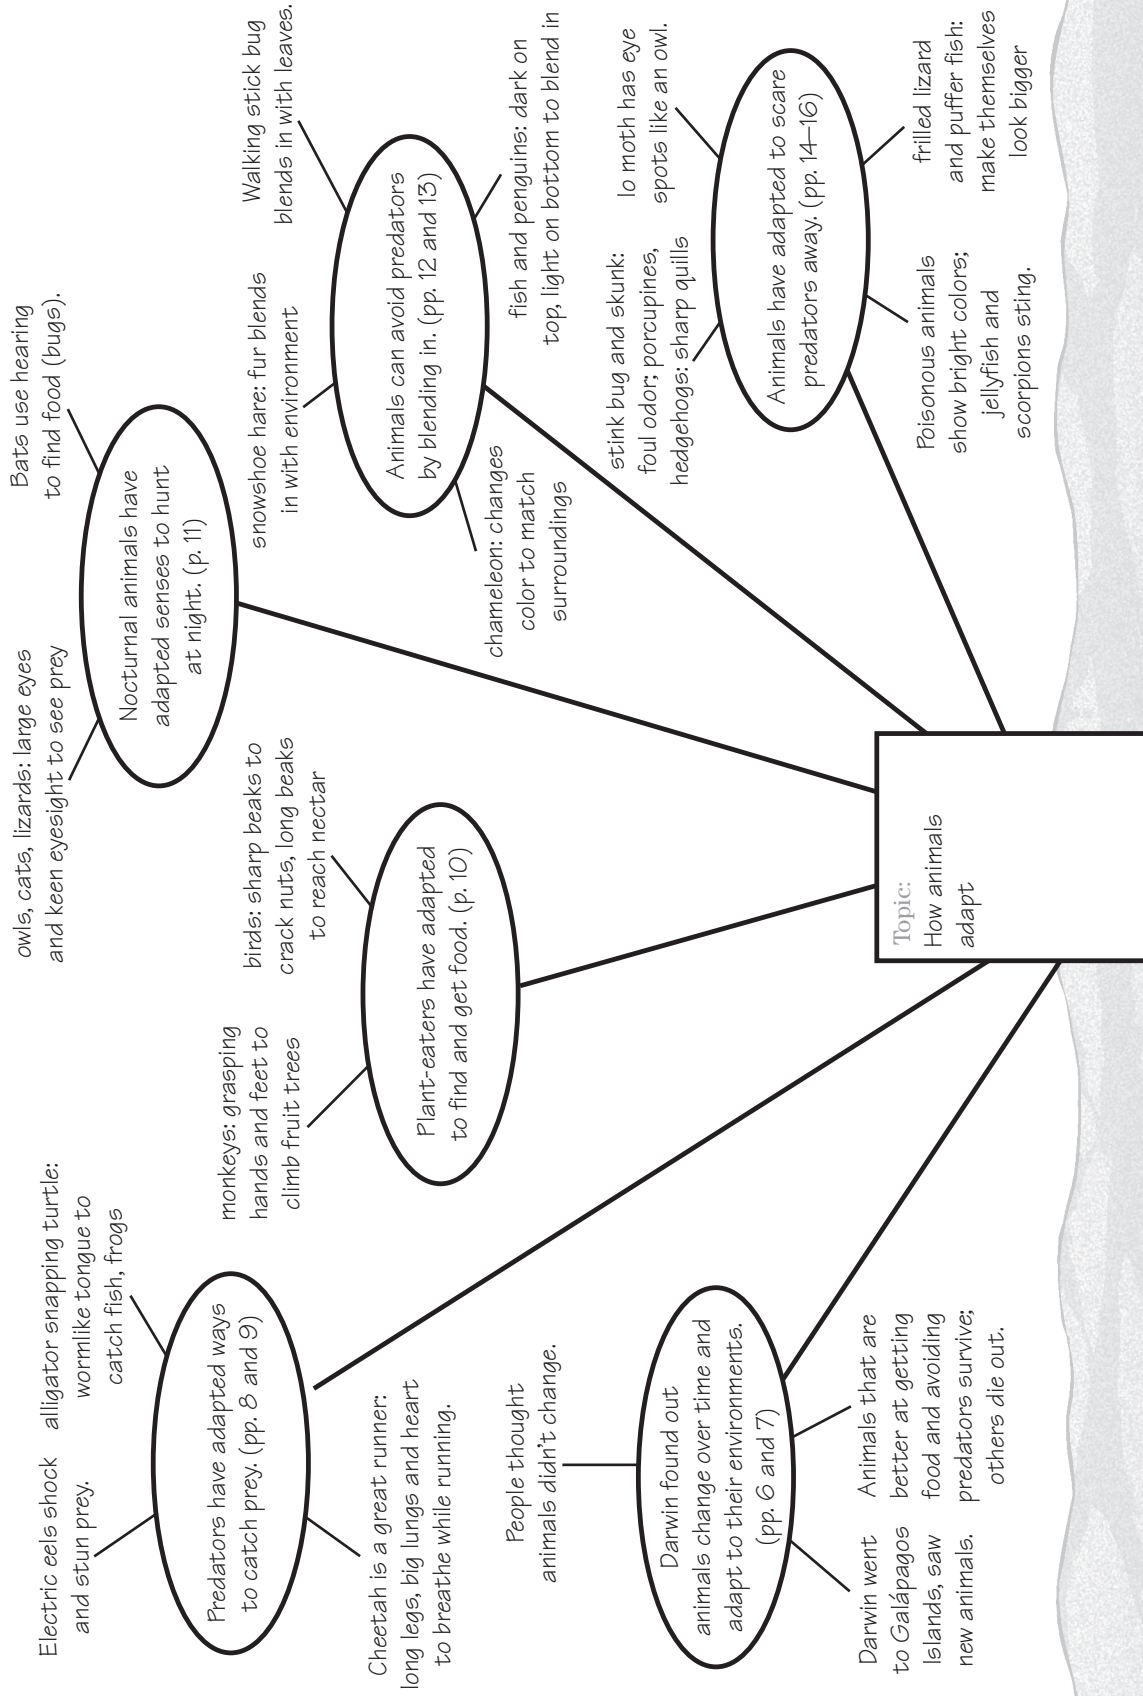 Electric eels shock
and stun prey.
alligator snapping turtle:
wormlike tongue to
catch fish, frogs
Predators have adapted ways
to catch prey. (pp. 8 and 9)
Cheetah is a great runner:
long legs, big lungs and heart
to breathe while running.
People thought
animals didn't change.
Darwin found out
animals change over time and
adapt to their environments.
(pp. 6 and 7)
Darwin went
to Galápagos
Islands, saw
new animals.
Animals that are
better at getting
food and avoiding
predators survive;
others die out.
monkeys: grasping
hands and feet to
climb fruit trees
birds: sharp beaks to
crack nuts, long beaks
to reach nectar
Plant-eaters have adapted
to find and get food. (p. 10)
owls, cats, lizards: large eyes
and keen eyesight to see prey
Bats use hearing
to find food (bugs).
Nocturnal animals have
adapted senses to hunt
at night. (p. 11)
snowshoe hare: fur blends
in with environment
Walking stick bug
blends in with leaves.
Animals can avoid predators
by blending in. (pp. 12 and 13)
chameleon: changes
color to match
surroundings
fish and penguins: dark on
top, light on bottom to blend in
stink bug and skunk:
foul odor; porcupines,
hedgehogs: sharp quills
Io moth has eye
spots like an owl.
Animals have adapted to scare
predators away. (pp. 14–16)
Poisonous animals
show bright colors;
jellyfish and
scorpions sting.
frilled lizard
and puffer fish:
make themselves
look bigger
Topic:
How animals
adapt